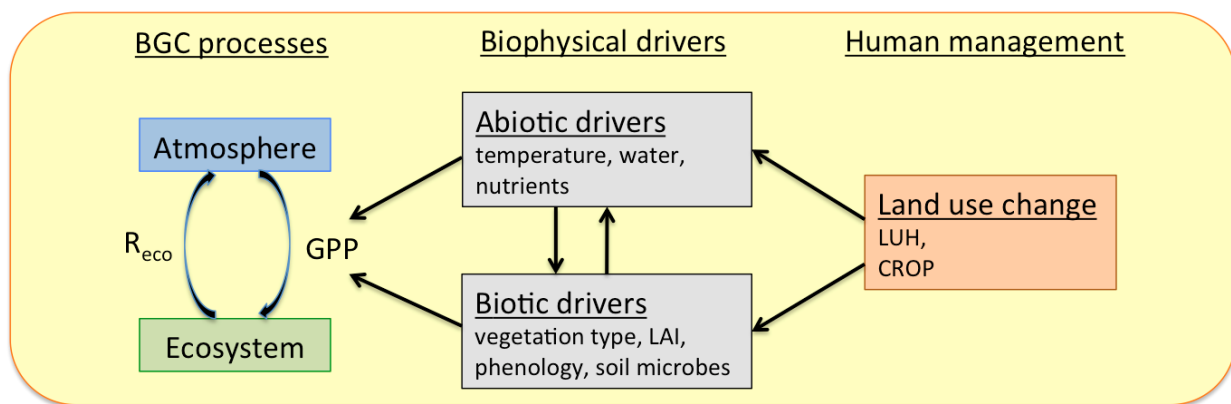 BGC processes
Biophysical drivers
Human management
Atmosphere
R_eco
GPP
Ecosystem
Abiotic drivers
temperature, water,
nutrients
Biotic drivers
vegetation type, LAI,
phenology, soil microbes
Land use change
LUH,
CROP